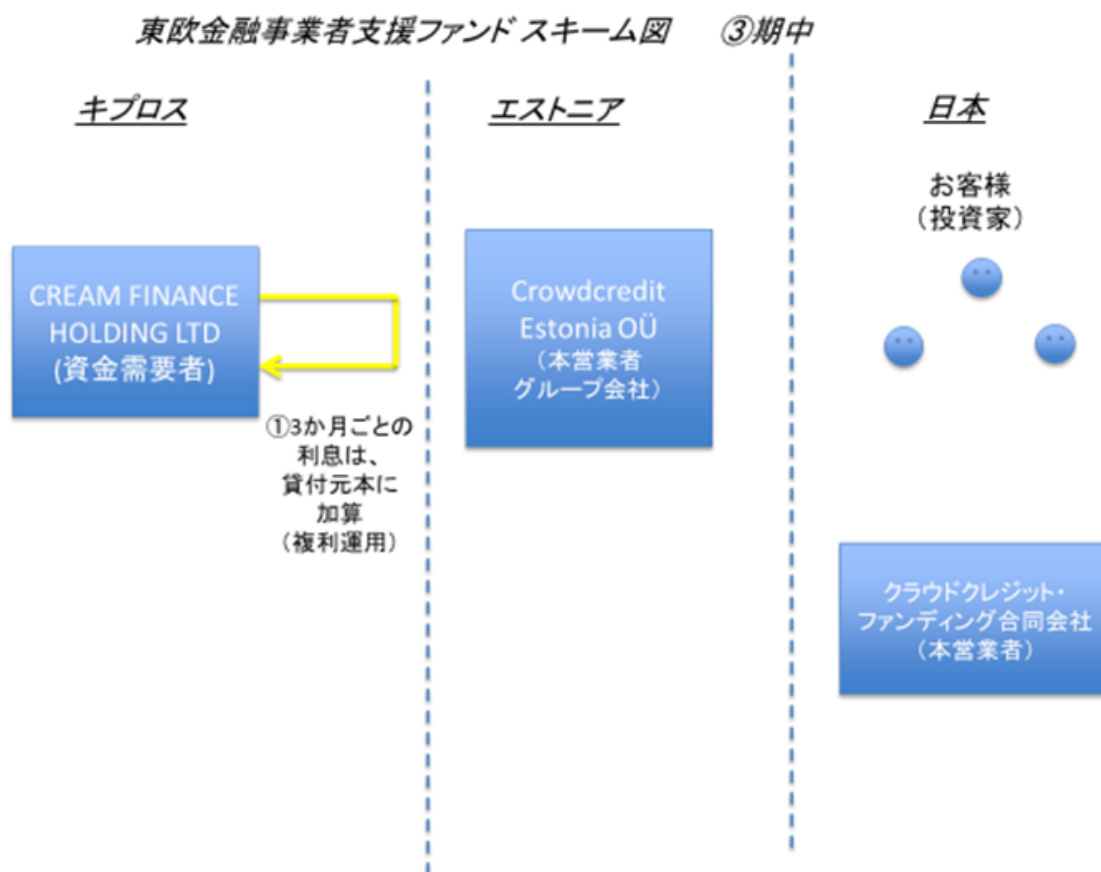 東欧金融事業者支援ファンド スキーム図　③期中
キプロス
エストニア
日本
お客様
（投資家）
CREAM FINANCE
HOLDING LTD
(資金需要者)
①3か月ごとの
利息は、
貸付元本に
加算
（複利運用）
Crowdcredit
Estonia OÜ
（本営業者
グループ会社）
クラウドクレジット・
ファンディング合同会社
（本営業者）